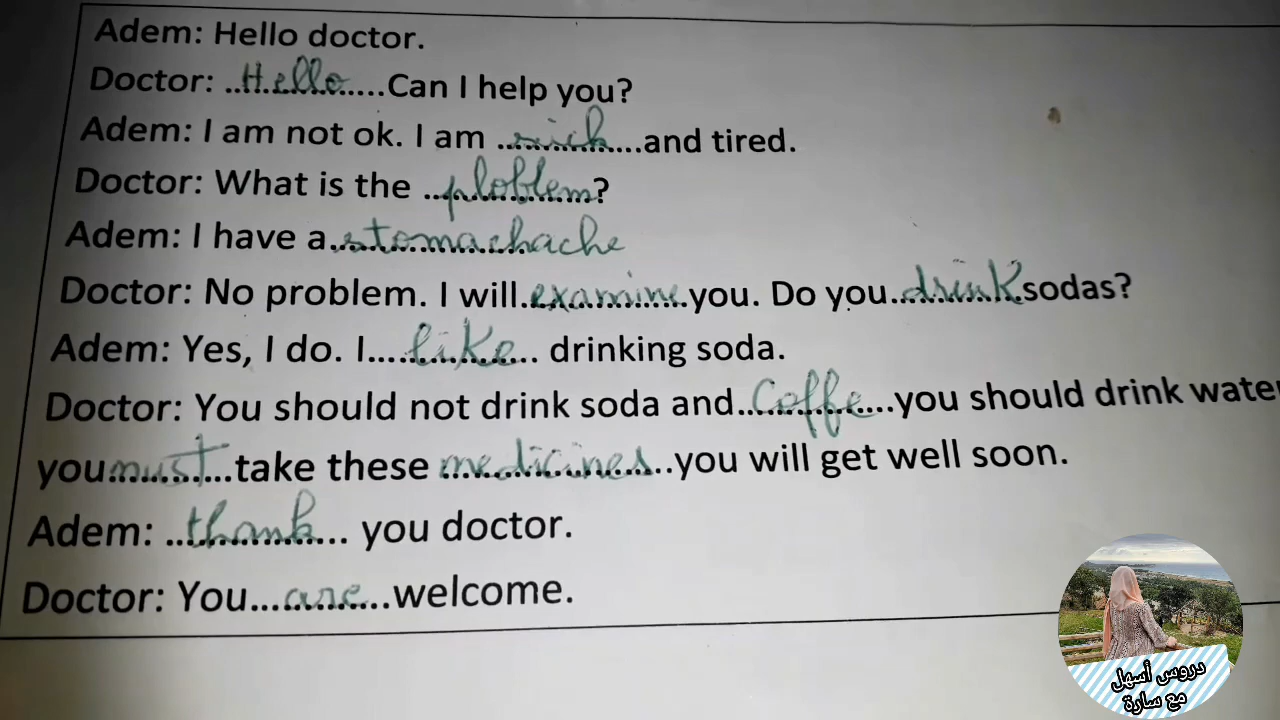 Adem: Hello doctor.
Doctor: ..Hello.....Can I help you?
Adem: I am not ok. I am ..sick...and tired.
Doctor: What is the ..ploblem?
Adem: I have a..stomachache
Doctor: No problem. I will.examine.you. Do you..drink.sodas?
Adem: Yes, I do. I...like.. drinking soda.
Doctor: You should not drink soda and..Coffe...you should drink water
you must...take these medicines..you will get well soon.
Adem: ..thank... you doctor.
Doctor: You...are...welcome.
دروس أسهل
مع سارة